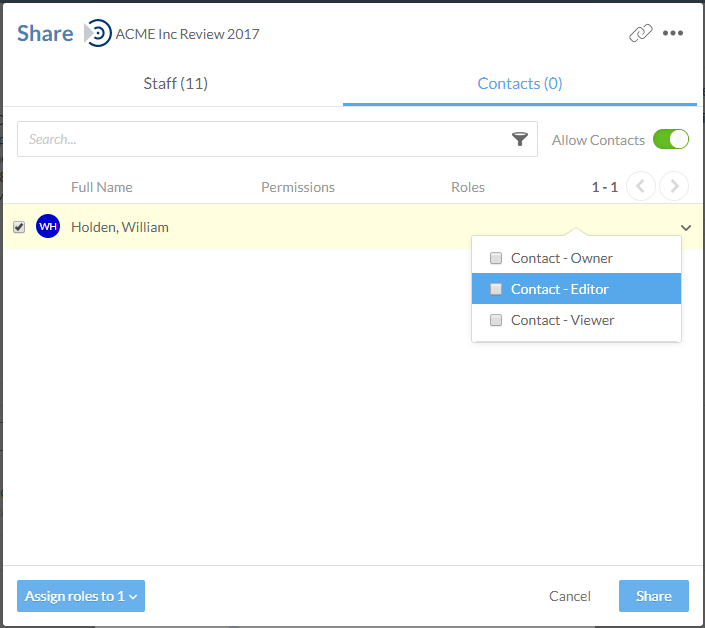 Share ACME Inc Review 2017
Staff (11) Contacts (0)
Search... Allow Contacts
Full Name Permissions Roles 1 - 1
WH Holden, William
Contact - Owner
Contact - Editor
Contact - Viewer
Assign roles to 1 Cancel Share